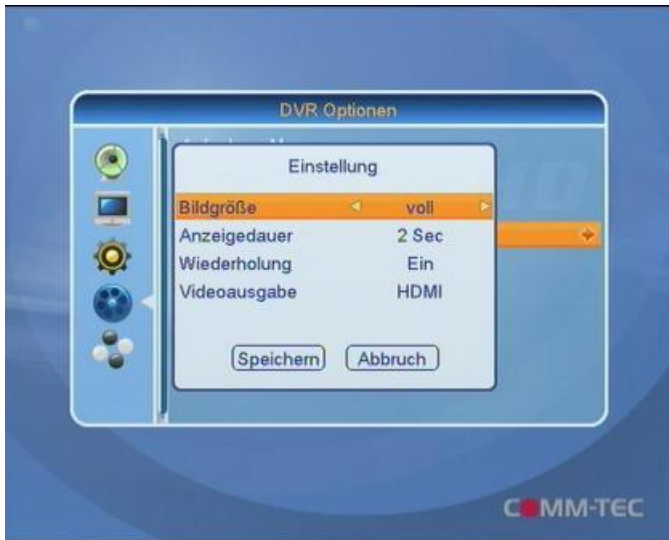 DVR Optionen
Einstellung
Bildgröße voll
Anzeigedauer 2 Sec
Wiederholung Ein
Videoausgabe HDMI
Speichern Abbruch
COMM-TEC